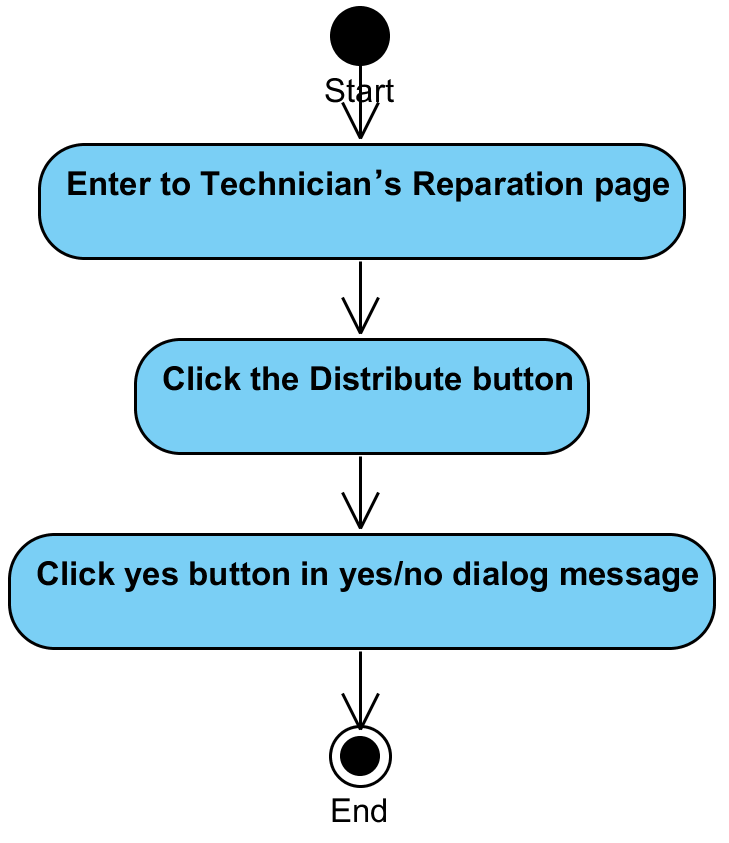 Start
Enter to Technician’s Reparation page
Click the Distribute button
Click yes button in yes/no dialog message
End